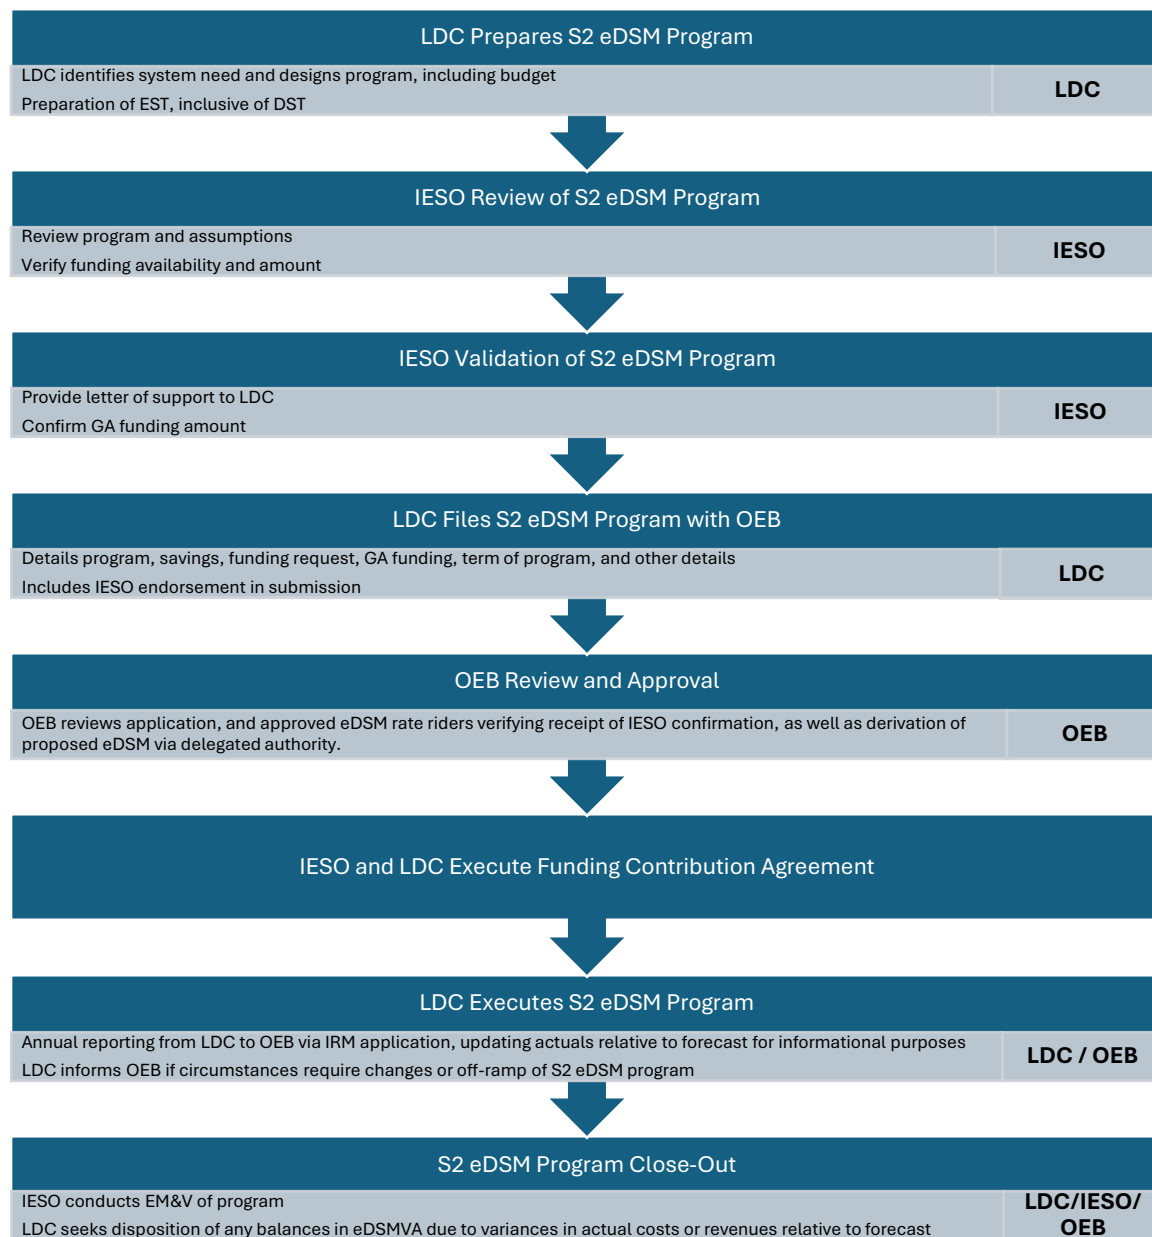 LDC Prepares S2 eDSM Program
LDC identifies system need and designs program, including budget
Preparation of EST, inclusive of DST
LDC
IESO Review of S2 eDSM Program
Review program and assumptions
Verify funding availability and amount
IESO
IESO Validation of S2 eDSM Program
Provide letter of support to LDC
Confirm GA funding amount
IESO
LDC Files S2 eDSM Program with OEB
Details program, savings, funding request, GA funding, term of program, and other details
Includes IESO endorsement in submission
LDC
OEB Review and Approval
OEB reviews application, and approved eDSM rate riders verifying receipt of IESO confirmation, as well as derivation of
proposed eDSM via delegated authority.
OEB
IESO and LDC Execute Funding Contribution Agreement
LDC Executes S2 eDSM Program
Annual reporting from LDC to OEB via IRM application, updating actuals relative to forecast for informational purposes
LDC informs OEB if circumstances require changes or off-ramp of S2 eDSM program
LDC / OEB
S2 eDSM Program Close-Out
IESO conducts EM&V of program
LDC seeks disposition of any balances in eDSMVA due to variances in actual costs or revenues relative to forecast
LDC/IESO/
OEB